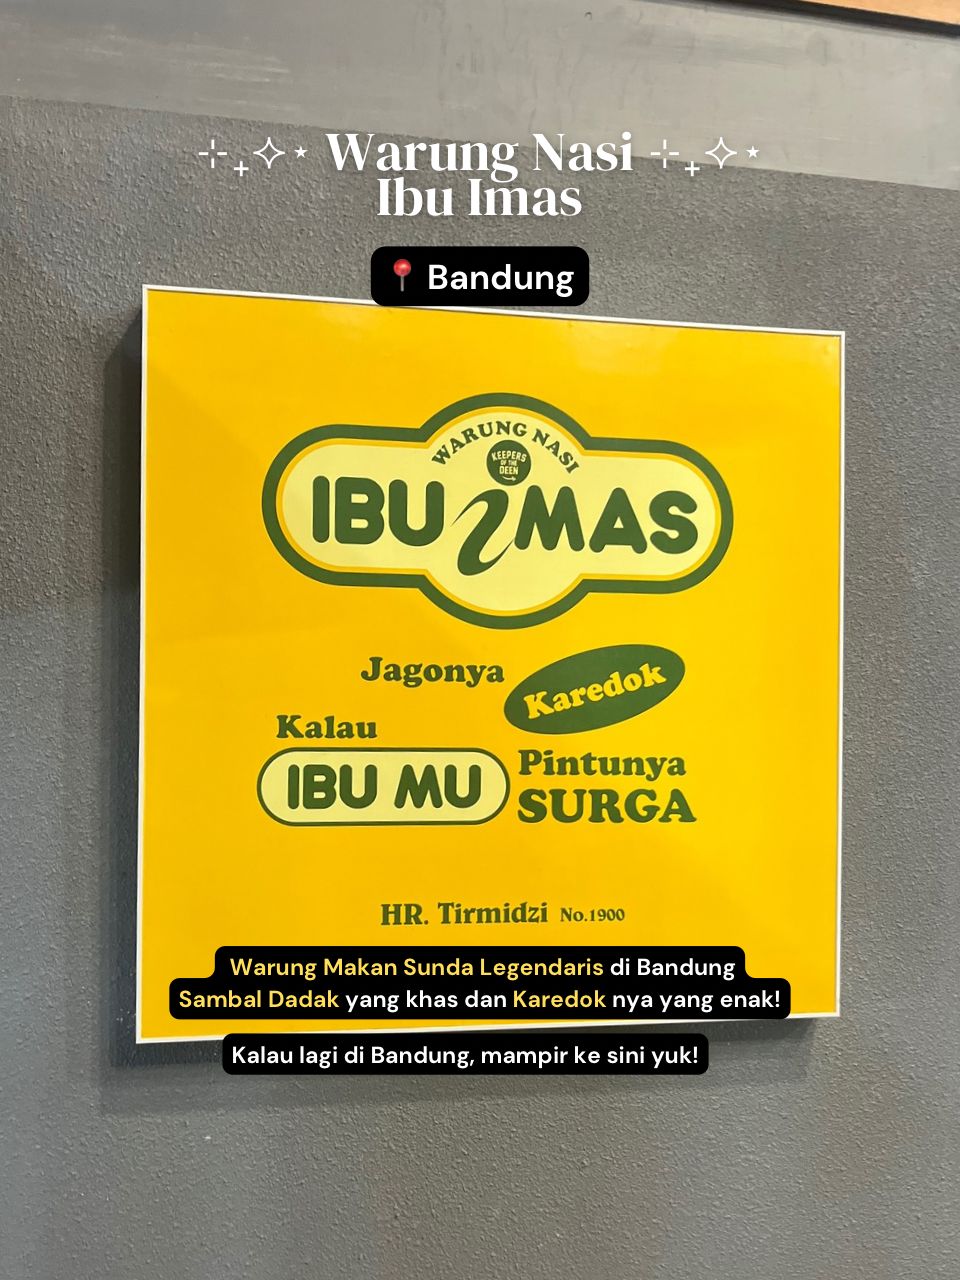 Warung Nasi
Ibu Imas
📍 Bandung
WARUNG NASI
KEEPERS
OF THE
DEEN
IBU iMAS
Jagonya Karedok
Kalau
IBU MU Pintunya
SURGA
HR. Tirmidzi No.1900
Warung Makan Sunda Legendaris di Bandung
Sambal Dadak yang khas dan Karedok nya yang enak!
Kalau lagi di Bandung, mampir ke sini yuk!